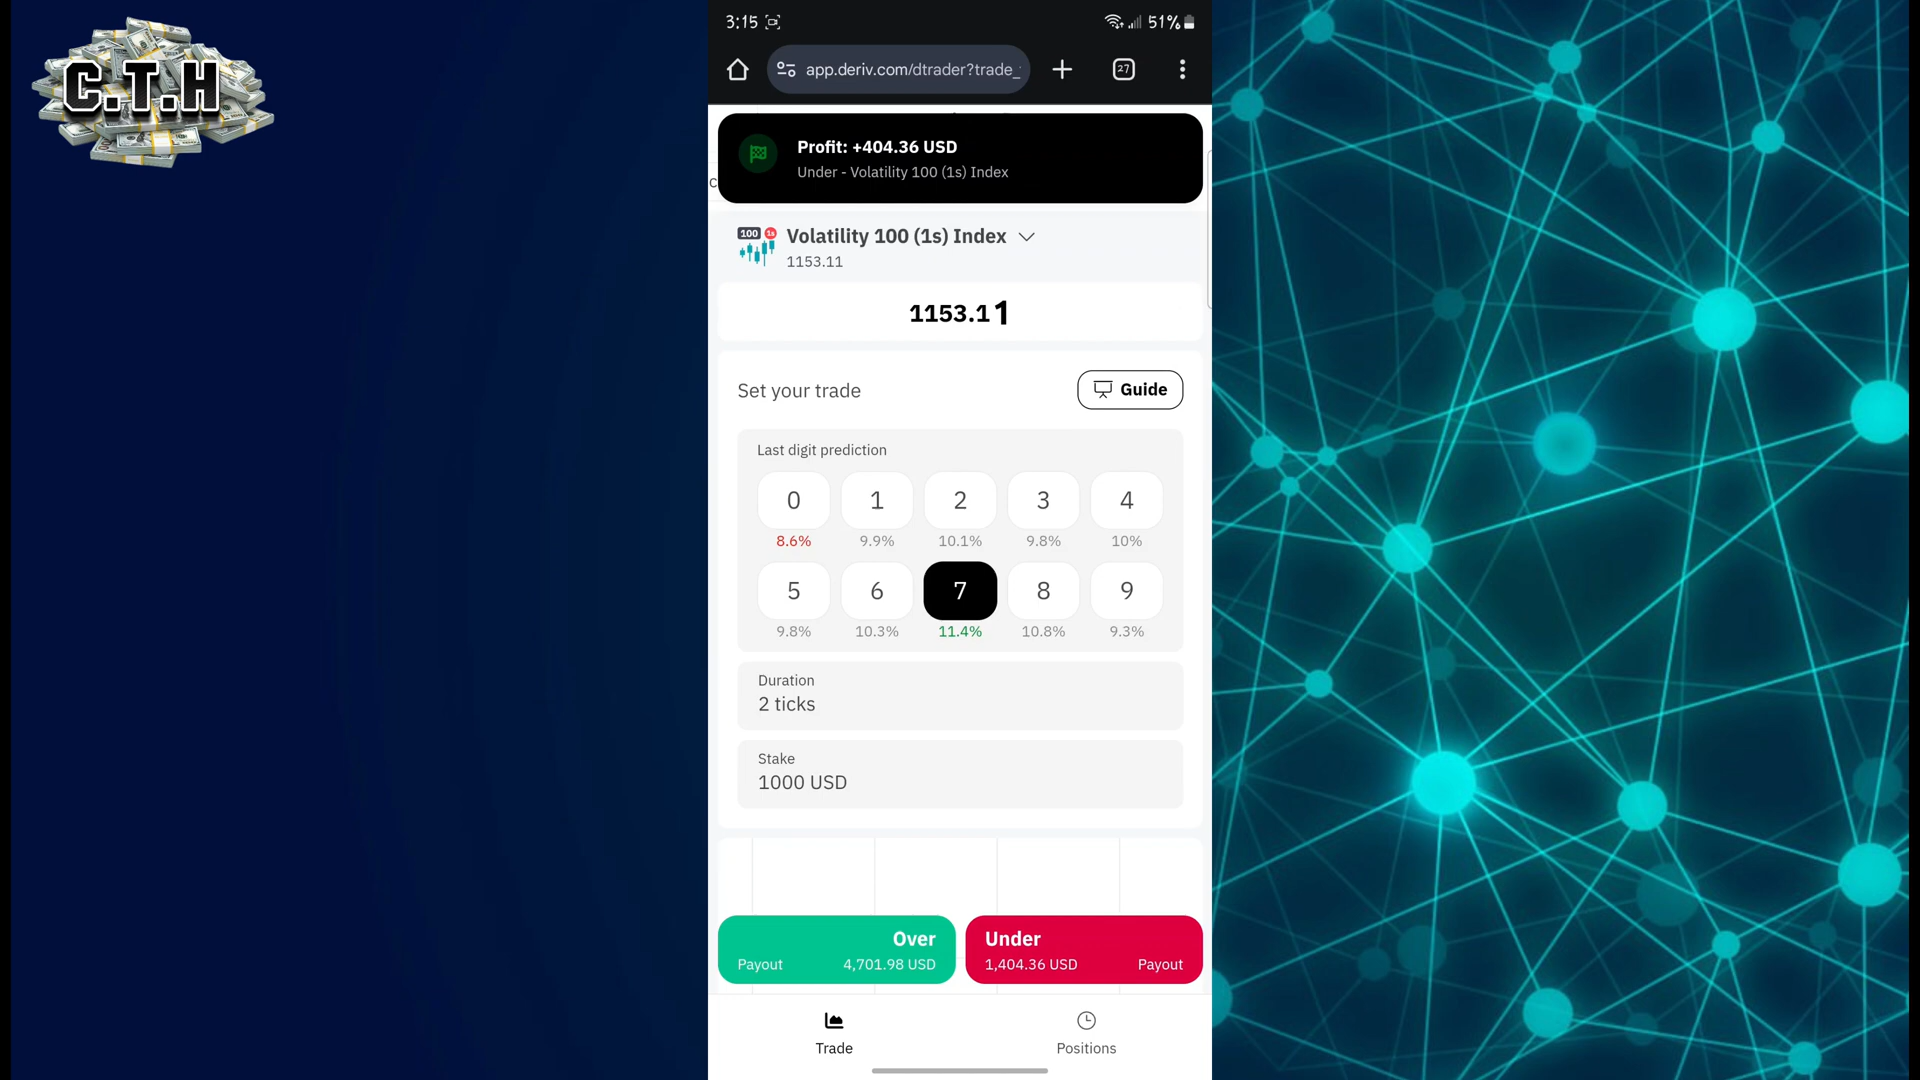 C.T.H
3:15
51%
app.deriv.com/dtrader?trade_
27
Profit: +404.36 USD
Under - Volatility 100 (1s) Index
100 1s
Volatility 100 (1s) Index
1153.11
1153.11
Set your trade
Guide
Last digit prediction
0 1 2 3 4
8.6% 9.9% 10.1% 9.8% 10%
5 6 7 8 9
9.8% 10.3% 11.4% 10.8% 9.3%
Duration
2 ticks
Stake
1000 USD
Over
Payout 4,701.98 USD
Under
1,404.36 USD Payout
Trade
Positions